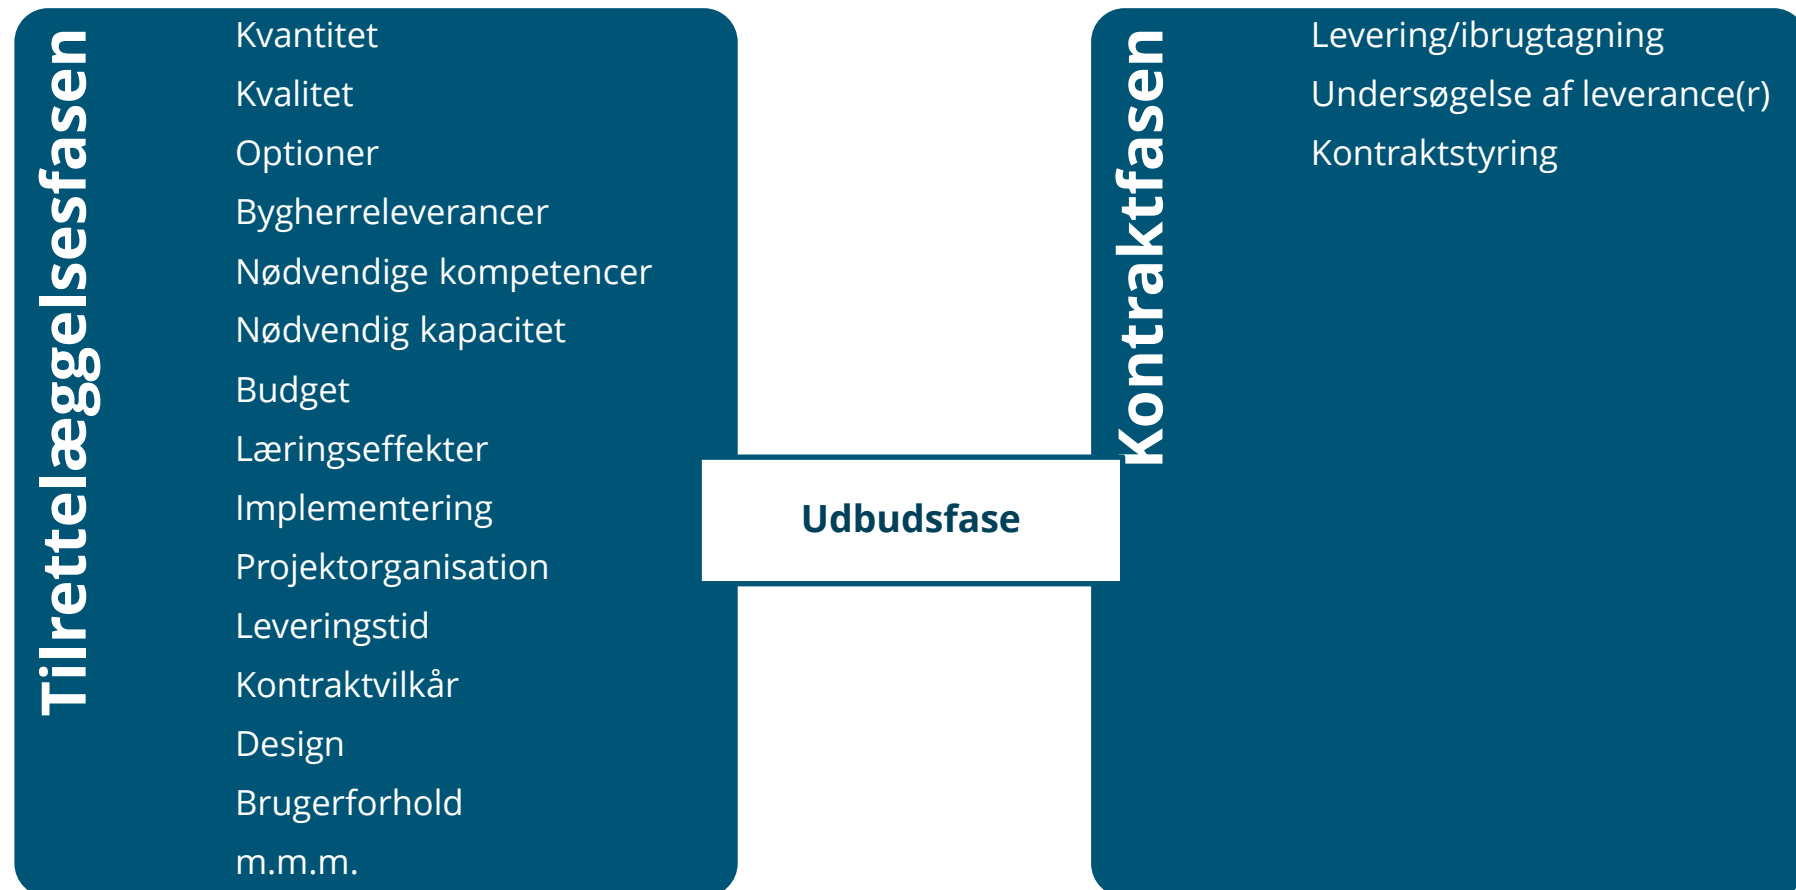 Tilrettelæggelsesfasen
Kvantitet
Kvalitet
Optioner
Bygherreleverancer
Nødvendige kompetencer
Nødvendig kapacitet
Budget
Læringseffekter
Implementering
Projektorganisation
Leveringstid
Kontraktvilkår
Design
Brugerforhold
m.m.m.
Udbudsfase
Kontraktfasen
Levering/ibrugtagning
Undersøgelse af leverance(r)
Kontraktstyring